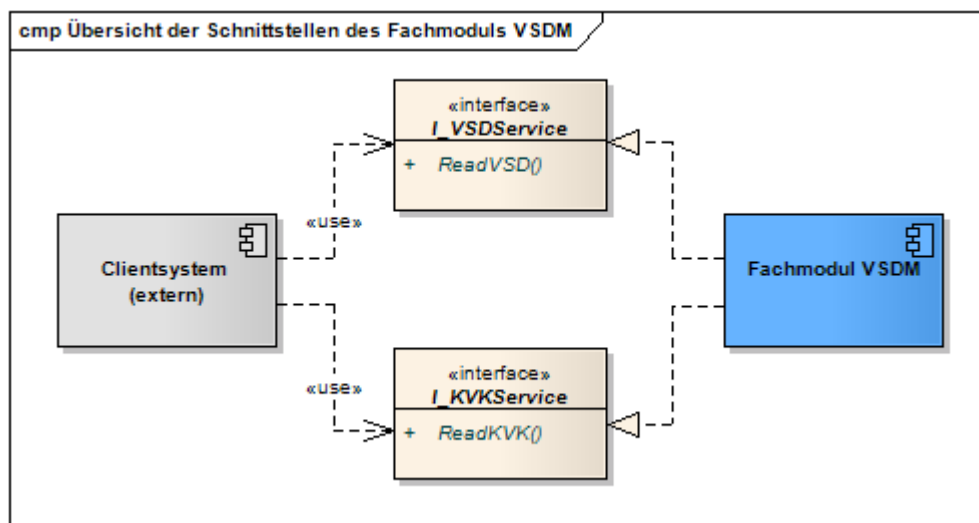 cmp Übersicht der Schnittstellen des Fachmoduls VSDM
«interface»
I_VSDService
+ ReadVSD()
«use»
Clientsystem
(extern)
Fachmodul VSDM
«use»
«interface»
I_KVKService
+ ReadKVK()